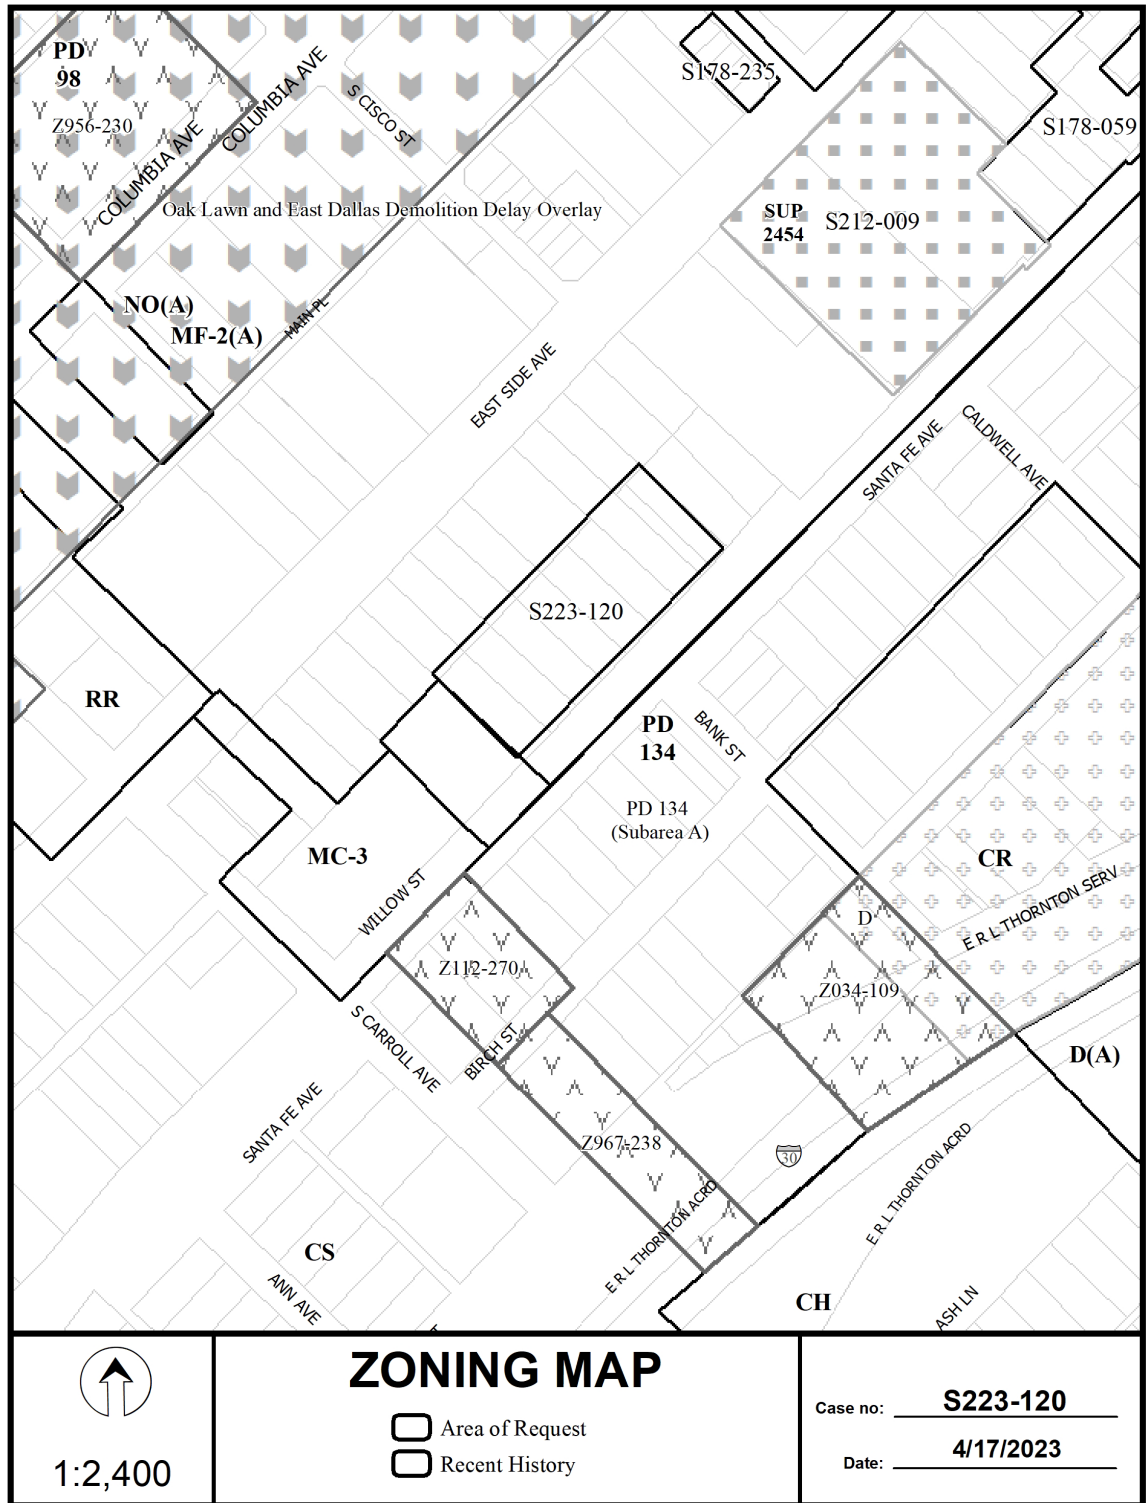 PD
98
Z956-230
COLUMBIA AVE
COLUMBIA AVE
S CISCO ST
S178-235
S178-059
Oak Lawn and East Dallas Demolition Delay Overlay
SUP
2454
S212-009
NO(A)
MF-2(A)
MAIN PL
EAST SIDE AVE
SANTA FE AVE
CALDWELL AVE
S223-120
RR
PD
134
BANK ST
PD 134
(Subarea A)
MC-3
WILLOW ST
CR
D
E R L THORNTON SERV
Z112-270
Z034-109
S CARROLL AVE
BIRCH ST
D(A)
SANTA FE AVE
Z967-238
30
E R L THORNTON ACRD
E R L THORNTON ACRD
CS
ANN AVE
CH
ASH LN
1:2,400
ZONING MAP
Area of Request
Recent History
Case no: S223-120
Date: 4/17/2023